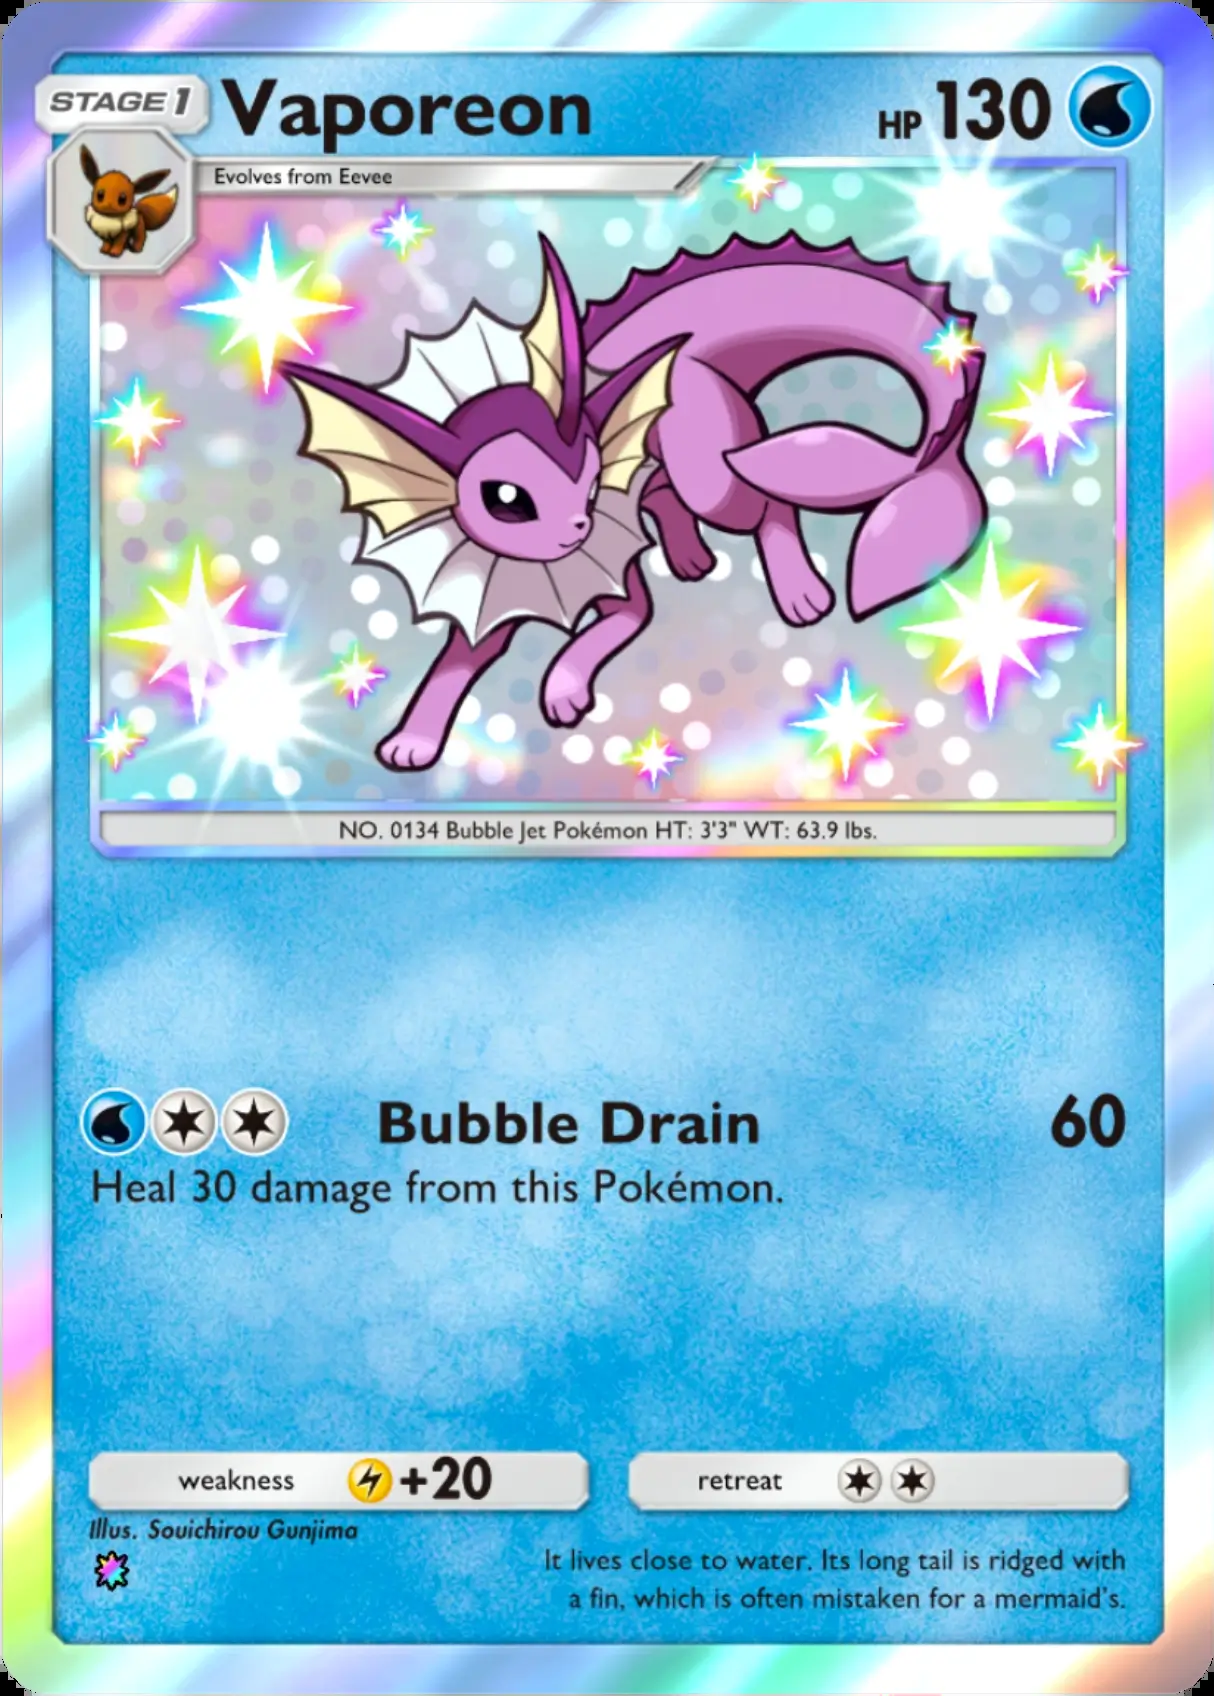 STAGE 1
Vaporeon
HP 130
Evolves from Eevee
NO. 0134 Bubble Jet Pokémon HT: 3'3" WT: 63.9 lbs.
Bubble Drain 60
Heal 30 damage from this Pokémon.
weakness +20
retreat
Illus. Souichirou Gunjima
It lives close to water. Its long tail is ridged with
a fin, which is often mistaken for a mermaid's.